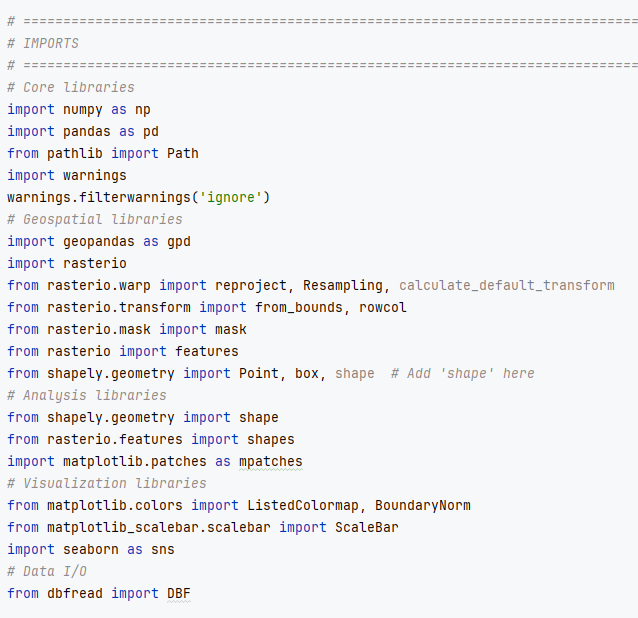 # =============================================================================
# IMPORTS
# =============================================================================
# Core libraries
import numpy as np
import pandas as pd
from pathlib import Path
import warnings
warnings.filterwarnings('ignore')
# Geospatial libraries
import geopandas as gpd
import rasterio
from rasterio.warp import reproject, Resampling, calculate_default_transform
from rasterio.transform import from_bounds, rowcol
from rasterio.mask import mask
from rasterio import features
from shapely.geometry import Point, box, shape  # Add 'shape' here
# Analysis libraries
from shapely.geometry import shape
from rasterio.features import shapes
import matplotlib.patches as mpatches
# Visualization libraries
from matplotlib.colors import ListedColormap, BoundaryNorm
from matplotlib_scalebar.scalebar import ScaleBar
import seaborn as sns
# Data I/O
from dbfread import DBF